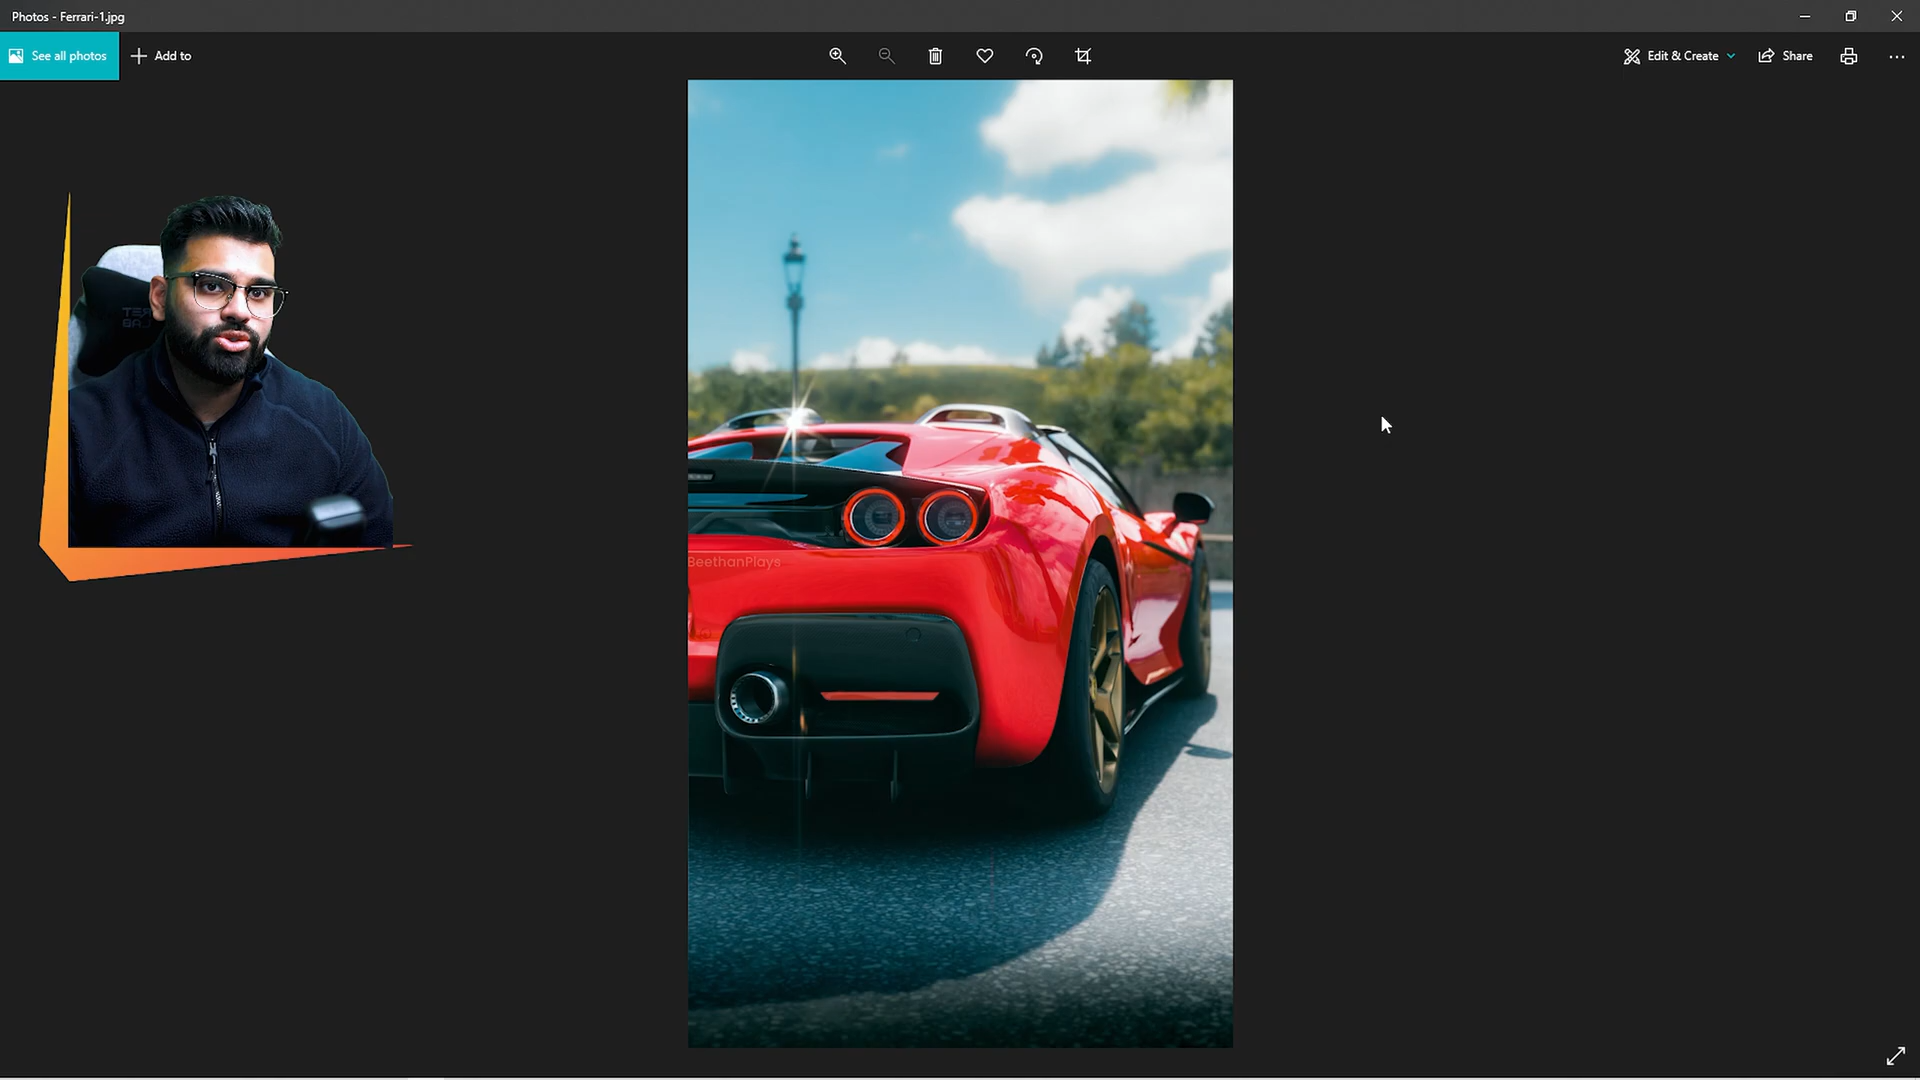 Photos - Ferrari-1.jpg
See all photos
Add to
Edit & Create
Share
BeethanPlays